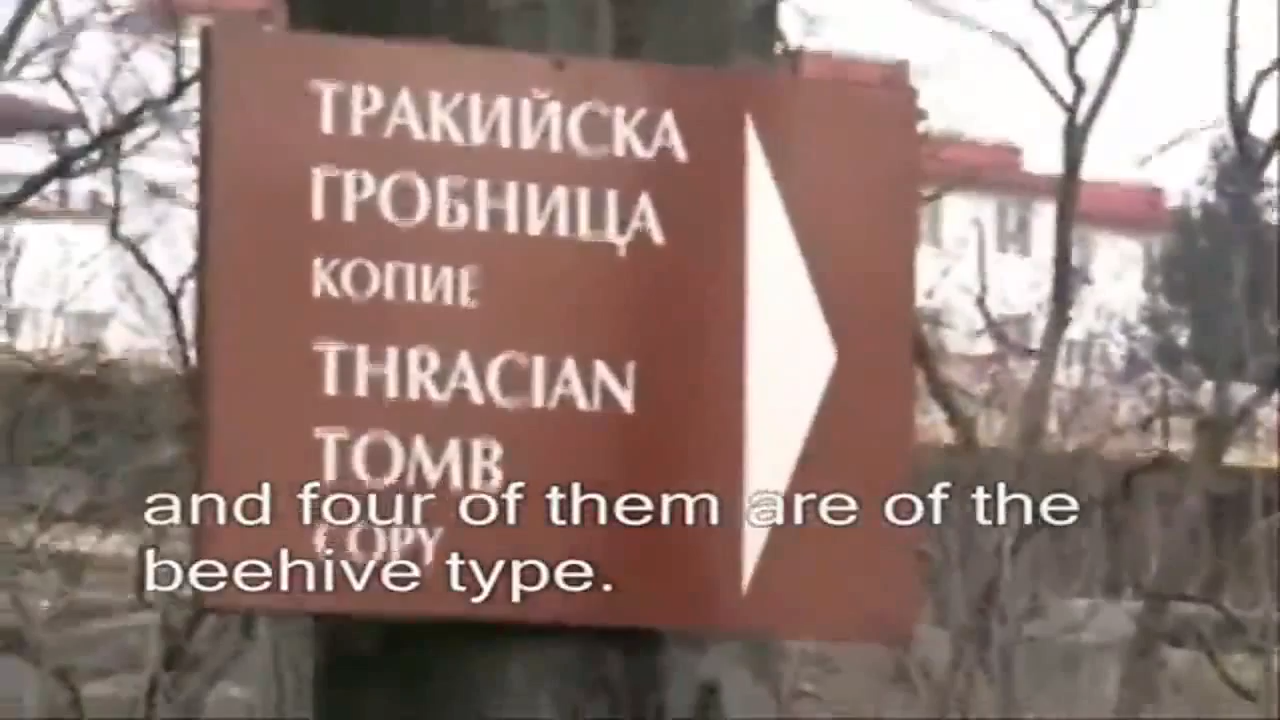 ТРАКИЙСКА
ГРОБНИЦА
КОПИЕ
THRACIAN
TOMB
COPY
and four of them are of the
beehive type.